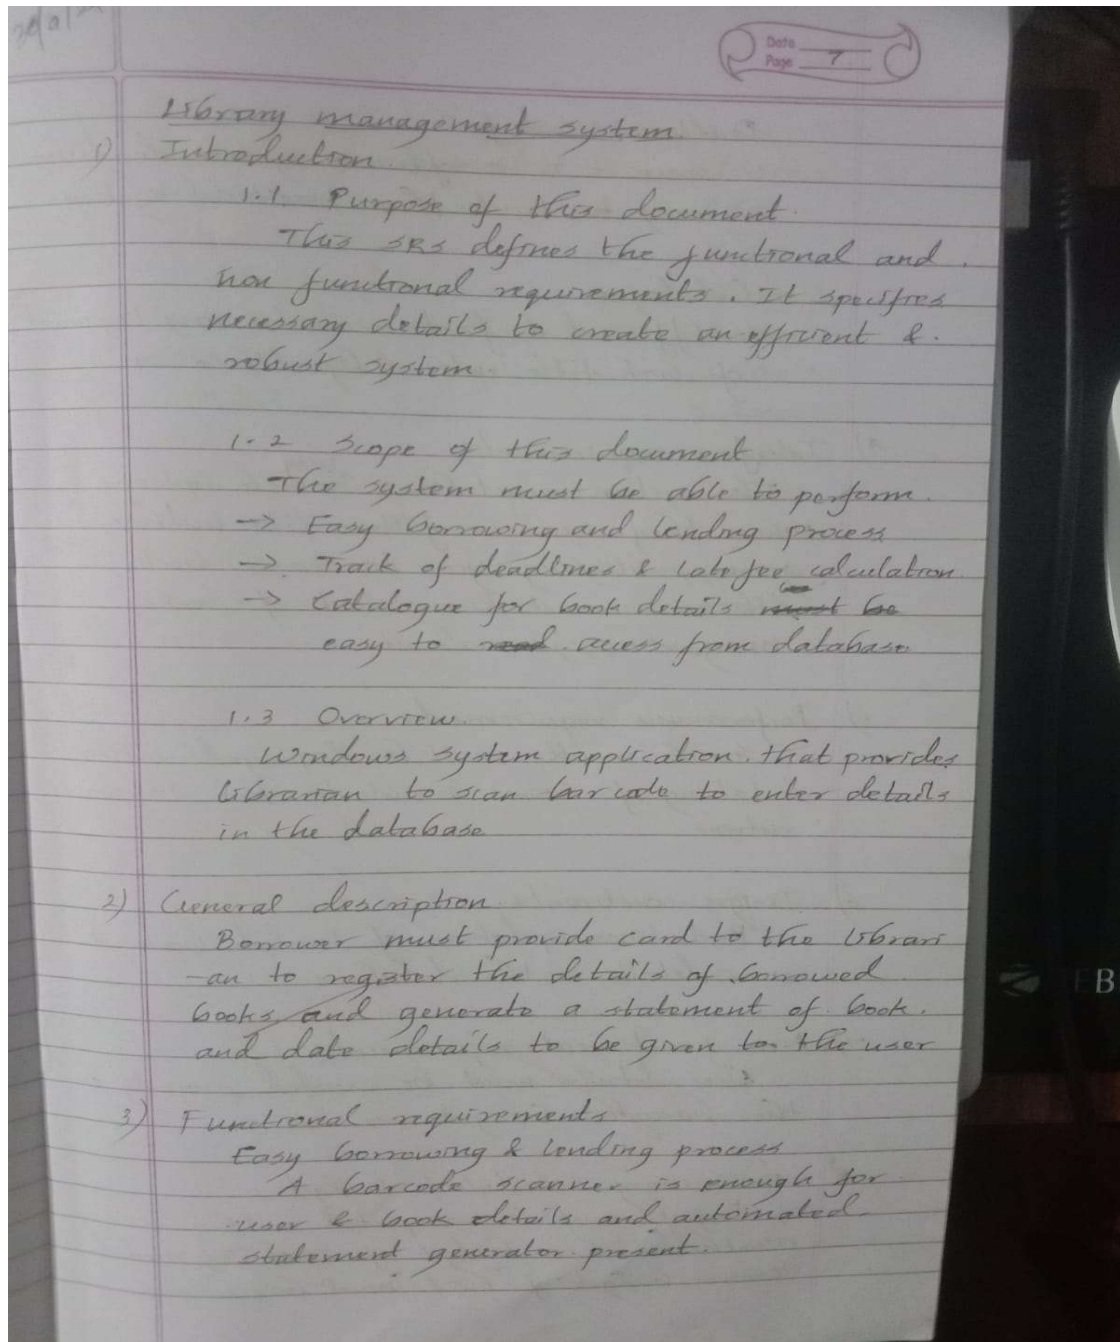 Date
Page 7
Library management system
1) Introduction
1.1 Purpose of this document
This SRS defines the functional and
non functional requirements. It specifies
necessary details to create an efficient &
robust system
1.2 Scope of this document
The system must be able to perform.
-> Easy borrowing and lending process
-> Track of deadlines & late fee calculation
-> Catalogue for book details must be
easy to read access from database
1.3 Overview
Windows system application that provides
librarian to scan bar code to enter details
in the database
2) General description
Borrower must provide card to the librari
-an to register the details of borrowed
books and generate a statement of book
and date details to be given to the user
3) Functional requirements
Easy borrowing & lending process
A barcode scanner is enough for
user & book details and automated
statement generator present.
EB